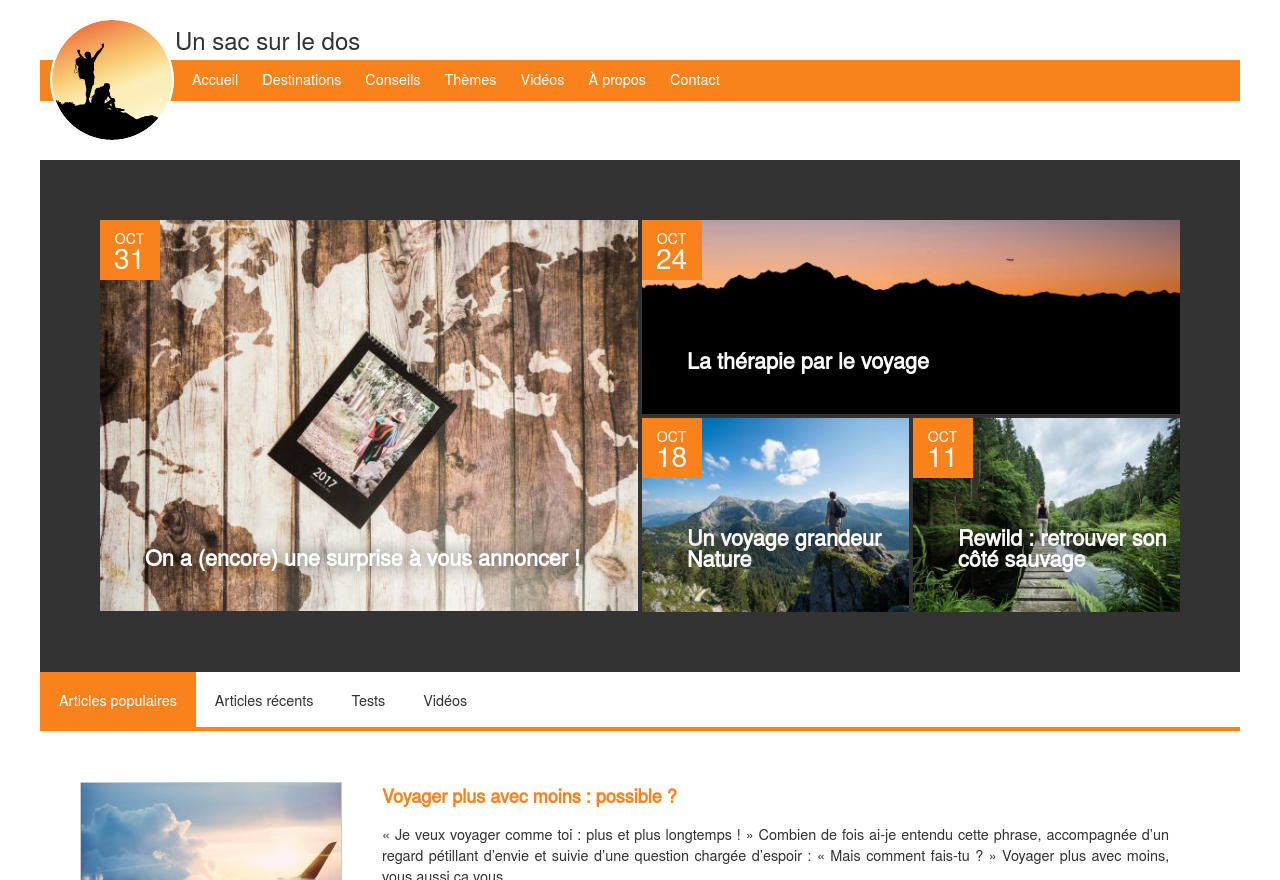 Un sac sur le dos
Accueil
Destinations
Conseils
Thèmes
Vidéos
À propos
Contact
OCT
31
2017
On a (encore) une surprise à vous annoncer !
OCT
24
La thérapie par le voyage
OCT
18
Un voyage grandeur
Nature
OCT
11
Rewild : retrouver son
côté sauvage
Articles populaires
Articles récents
Tests
Vidéos
Voyager plus avec moins : possible ?
« Je veux voyager comme toi : plus et plus longtemps ! » Combien de fois ai-je entendu cette phrase, accompagnée d’un
regard pétillant d’envie et suivie d’une question chargée d’espoir : « Mais comment fais-tu ? » Voyager plus avec moins,
vous aussi ça vous